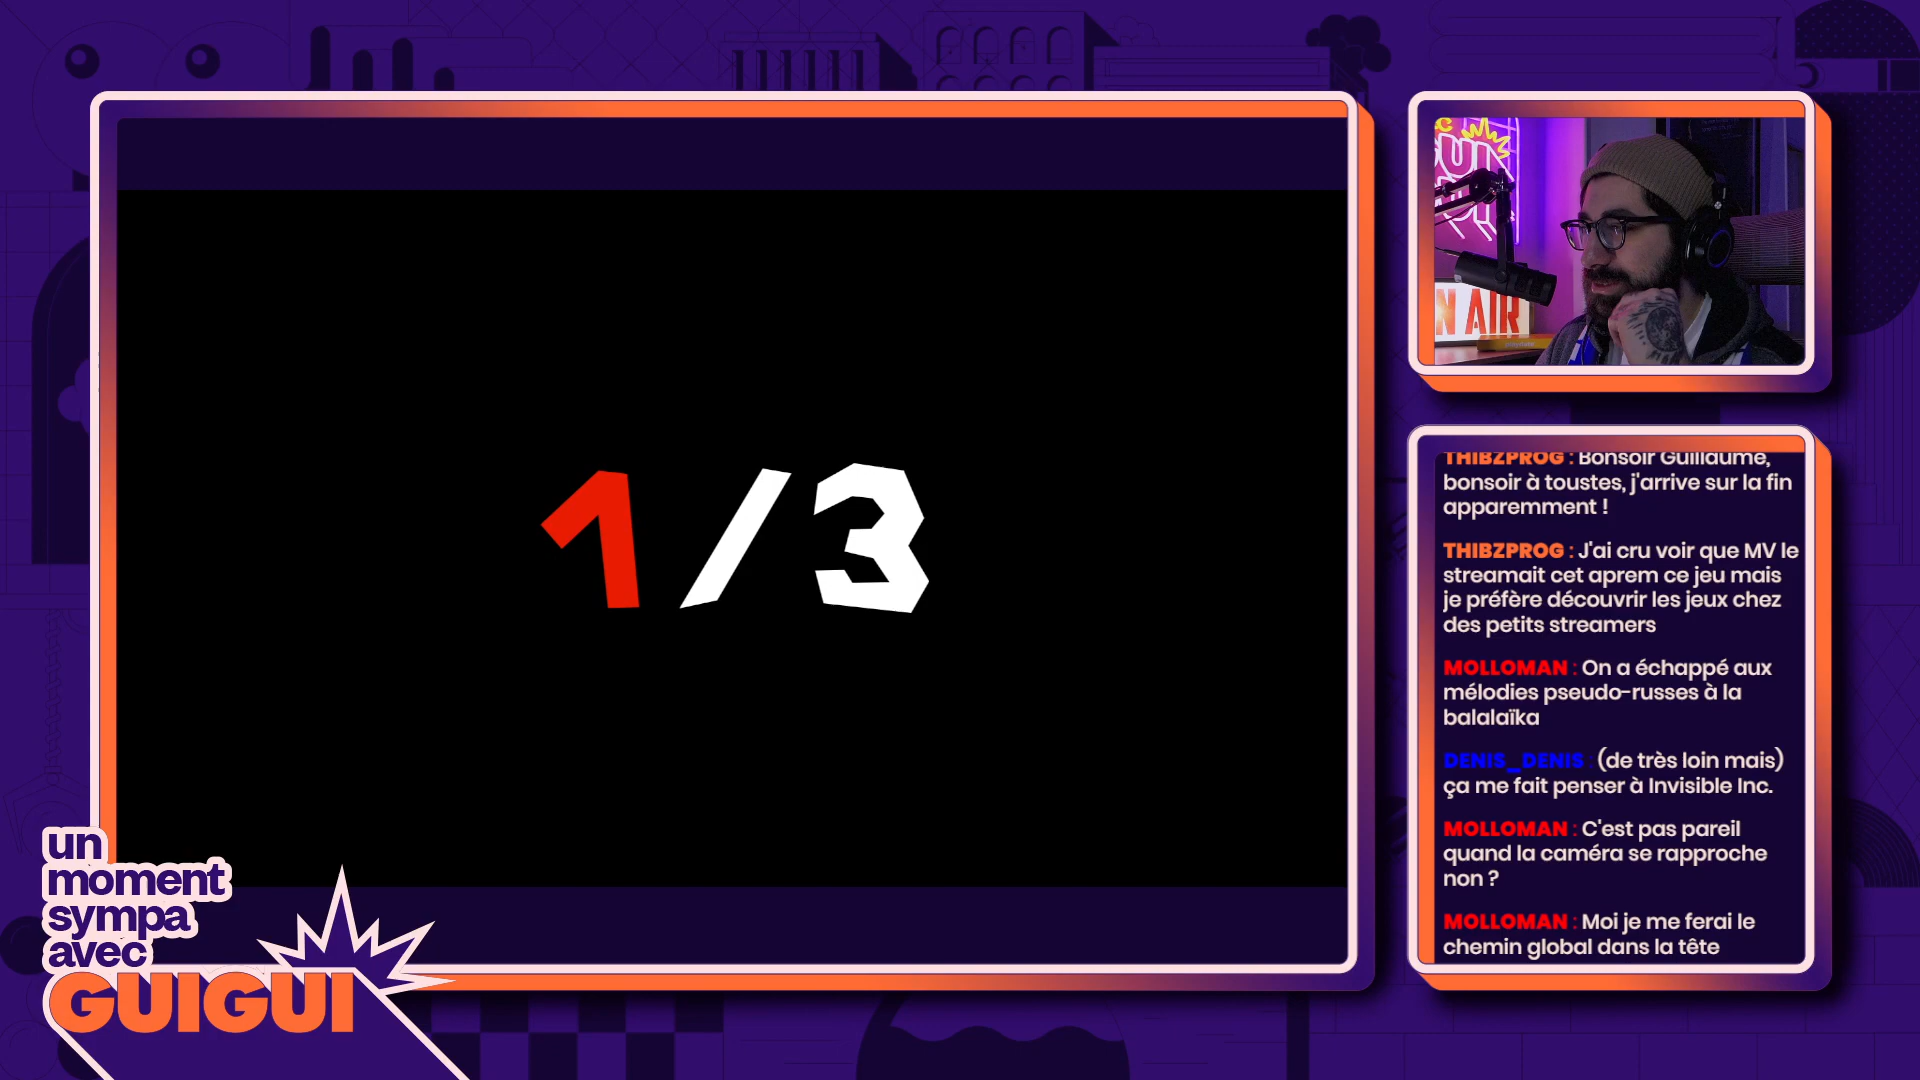 1/3
N AIR
THIBZPROG : Bonsoir Guillaume,
bonsoir à toustes, j'arrive sur la fin
apparemment !
THIBZPROG : J'ai cru voir que MV le
streamait cet aprem ce jeu mais
je préfère découvrir les jeux chez
des petits streamers
MOLLOMAN : On a échappé aux
mélodies pseudo-russes à la
balalaïka
DENIS_DENIS : (de très loin mais)
ça me fait penser à Invisible Inc.
MOLLOMAN : C'est pas pareil
quand la caméra se rapproche
non ?
MOLLOMAN : Moi je me ferai le
chemin global dans la tête
un
moment
sympa
avec
GUIGUI